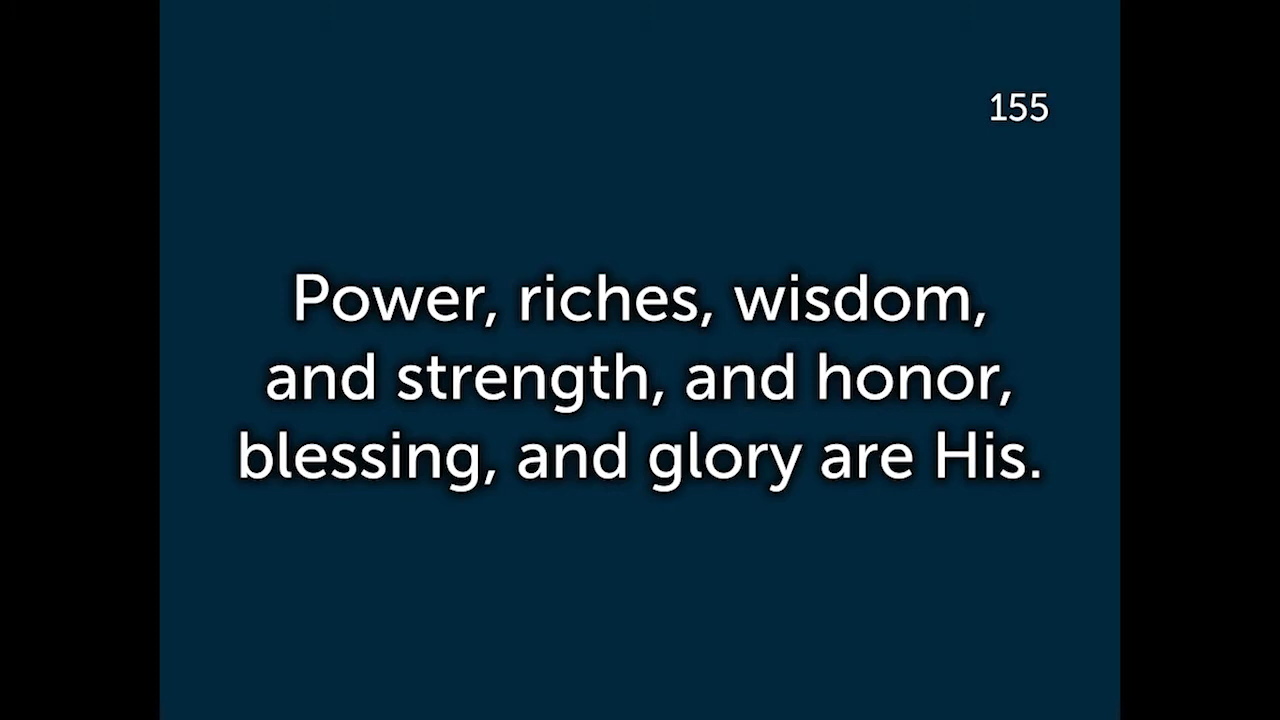 155
Power, riches, wisdom,
and strength, and honor,
blessing, and glory are His.